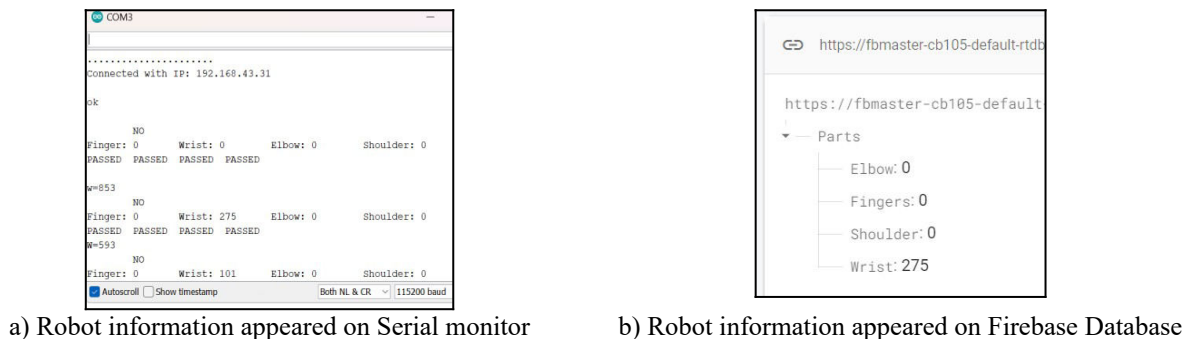 COM3
......................
Connected with IP: 192.168.43.31
ok
NO
Finger: 0 Wrist: 0 Elbow: 0 Shoulder: 0
PASSED PASSED PASSED PASSED
w=853
NO
Finger: 0 Wrist: 275 Elbow: 0 Shoulder: 0
PASSED PASSED PASSED PASSED
W=593
NO
Finger: 0 Wrist: 101 Elbow: 0 Shoulder: 0
Autoscroll Show timestamp Both NL & CR 115200 baud
a) Robot information appeared on Serial monitor
https://fbmaster-cb105-default-rtdb
https://fbmaster-cb105-default
Parts
Elbow: 0
Fingers: 0
Shoulder: 0
Wrist: 275
b) Robot information appeared on Firebase Database